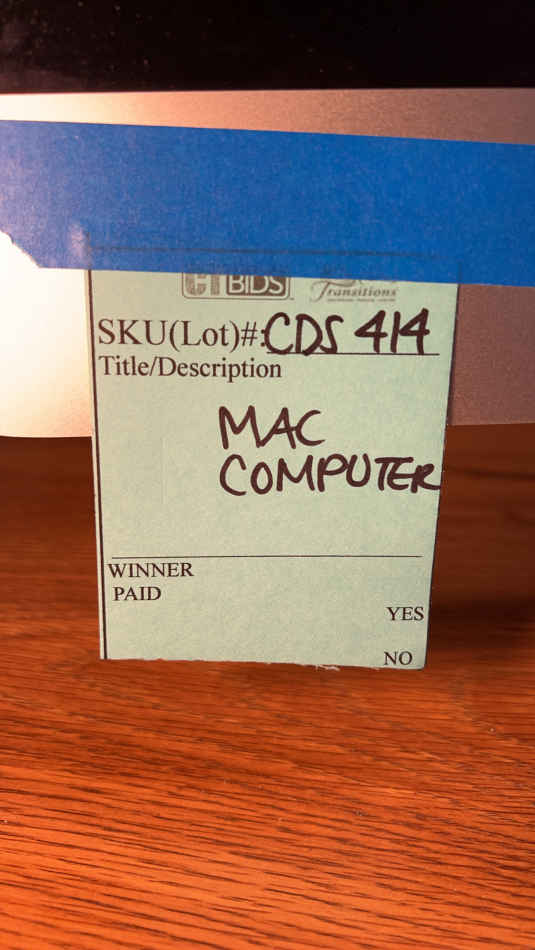 BIDS
Transitions
SKU(Lot)#:CDS 414
Title/Description
MAC
COMPUTER
WINNER
PAID
YES
NO